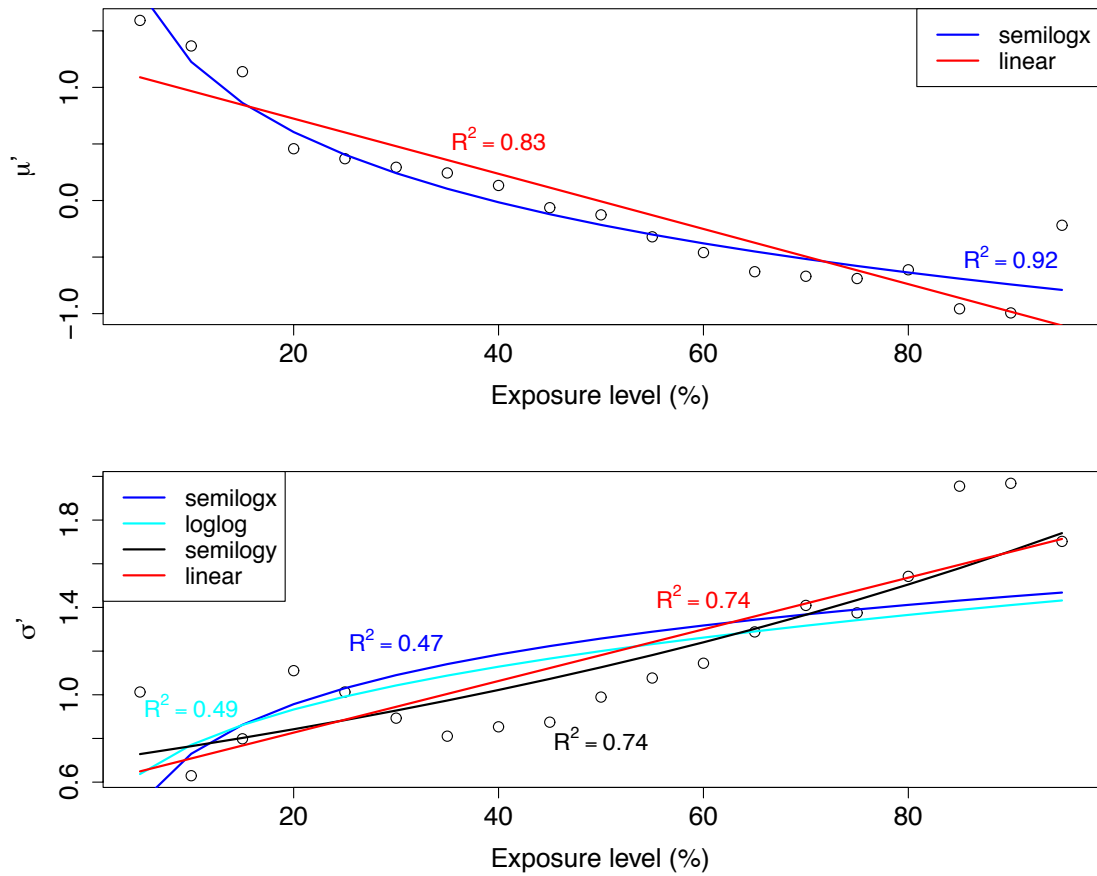 semilogx
linear
R² = 0.83
R² = 0.92
μ'
1.0
0.0
−1.0
20
40
60
80
Exposure level (%)
semilogx
loglog
semilogy
linear
R² = 0.74
R² = 0.47
R² = 0.49
R² = 0.74
σ'
1.8
1.4
1.0
0.6
20
40
60
80
Exposure level (%)